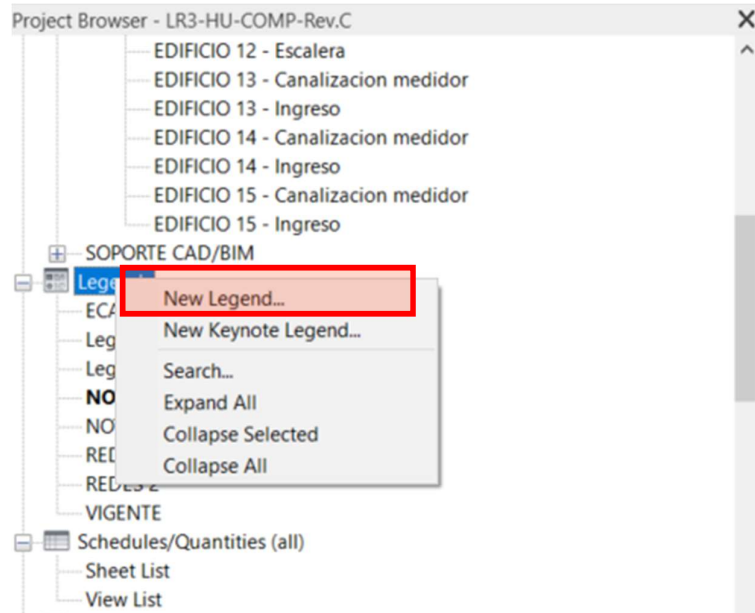 Project Browser - LR3-HU-COMP-Rev.C
EDIFICIO 12 - Escalera
EDIFICIO 13 - Canalizacion medidor
EDIFICIO 13 - Ingreso
EDIFICIO 14 - Canalizacion medidor
EDIFICIO 14 - Ingreso
EDIFICIO 15 - Canalizacion medidor
EDIFICIO 15 - Ingreso
SOPORTE CAD/BIM
New Legend...
New Keynote Legend...
Search...
Expand All
Collapse Selected
Collapse All
REDES 2
VIGENTE
Schedules/Quantities (all)
Sheet List
View List